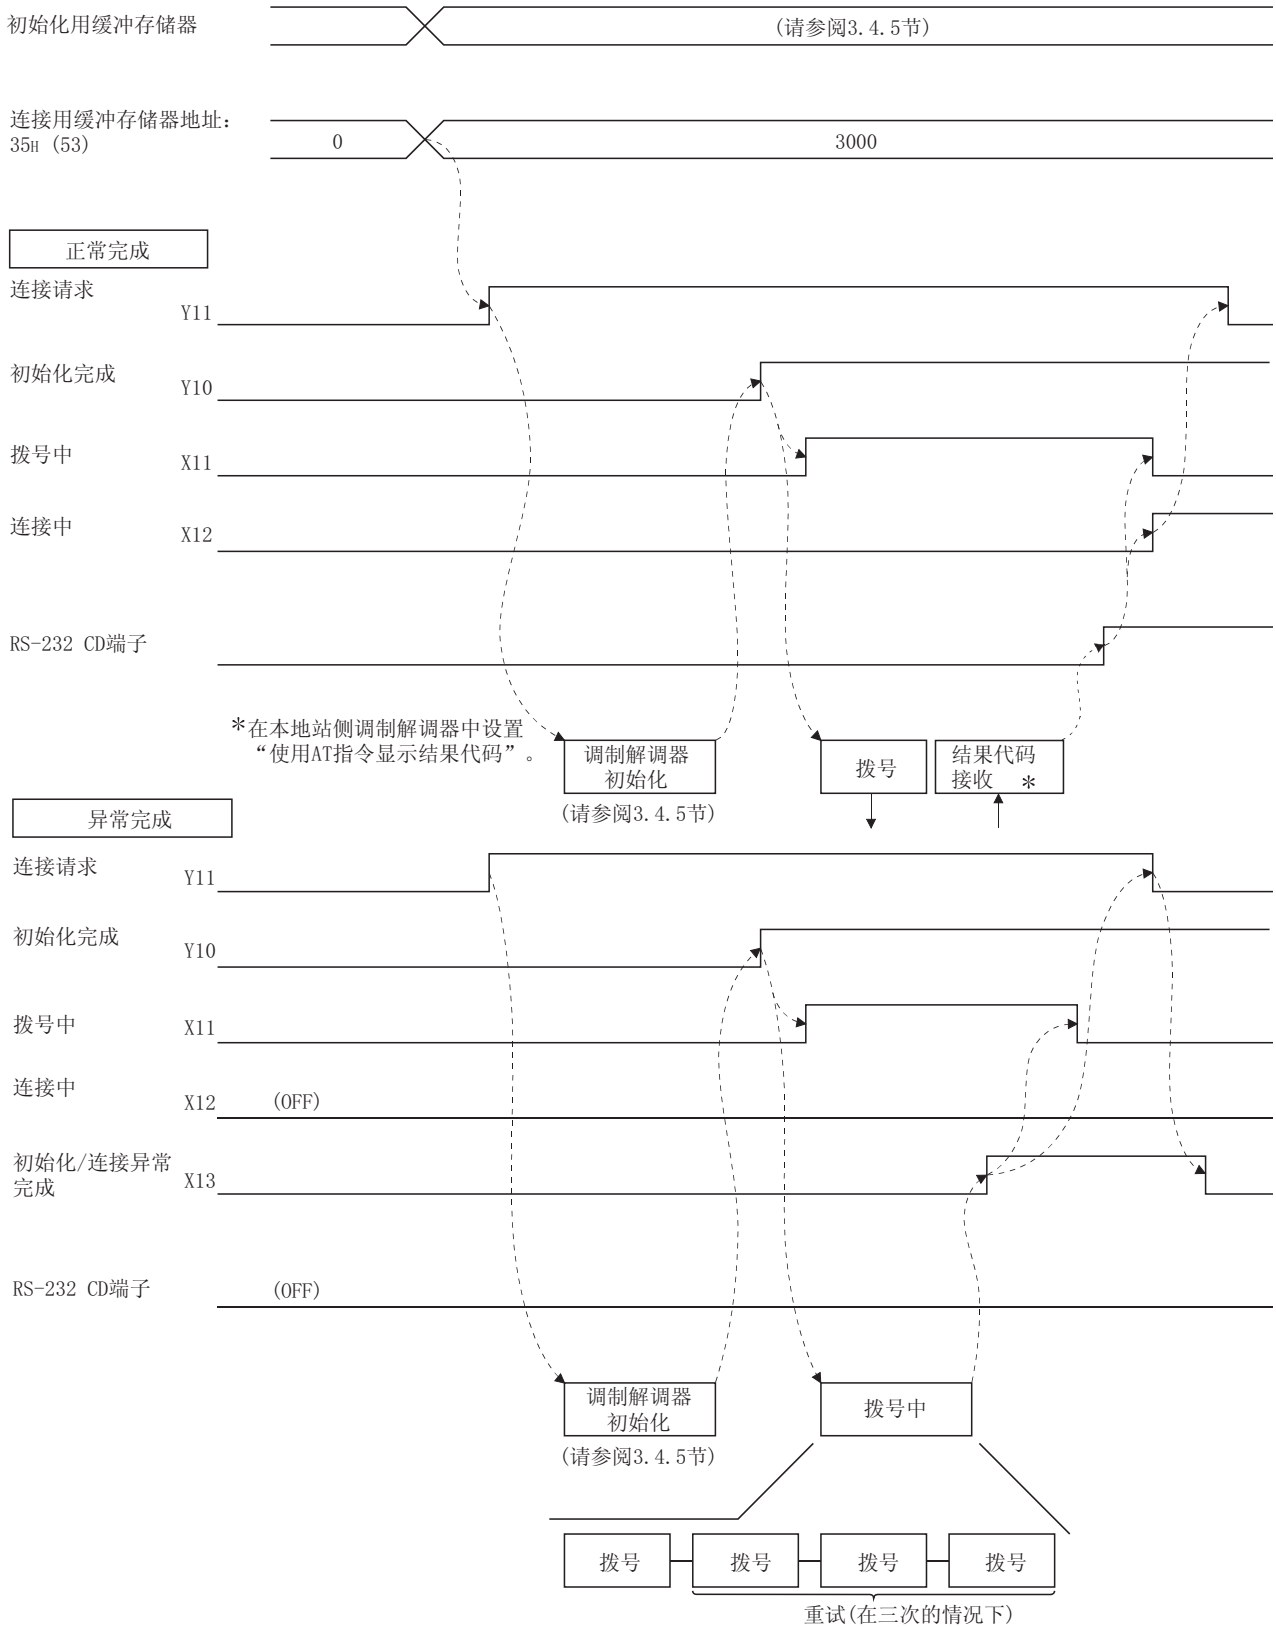 初始化用缓冲存储器
(请参阅3.4.5节)
连接用缓冲存储器地址:
35H (53)
0
3000
正常完成
连接请求
Y11
初始化完成
Y10
拨号中
X11
连接中
X12
RS-232 CD端子
*在本地站侧调制解调器中设置
“使用AT指令显示结果代码”。
调制解调器
初始化
(请参阅3.4.5节)
拨号
结果代码
接收 *
异常完成
连接请求
Y11
初始化完成
Y10
拨号中
X11
连接中
X12
(OFF)
初始化/连接异常
完成
X13
RS-232 CD端子
(OFF)
调制解调器
初始化
(请参阅3.4.5节)
拨号中
拨号
拨号
拨号
拨号
重试(在三次的情况下)